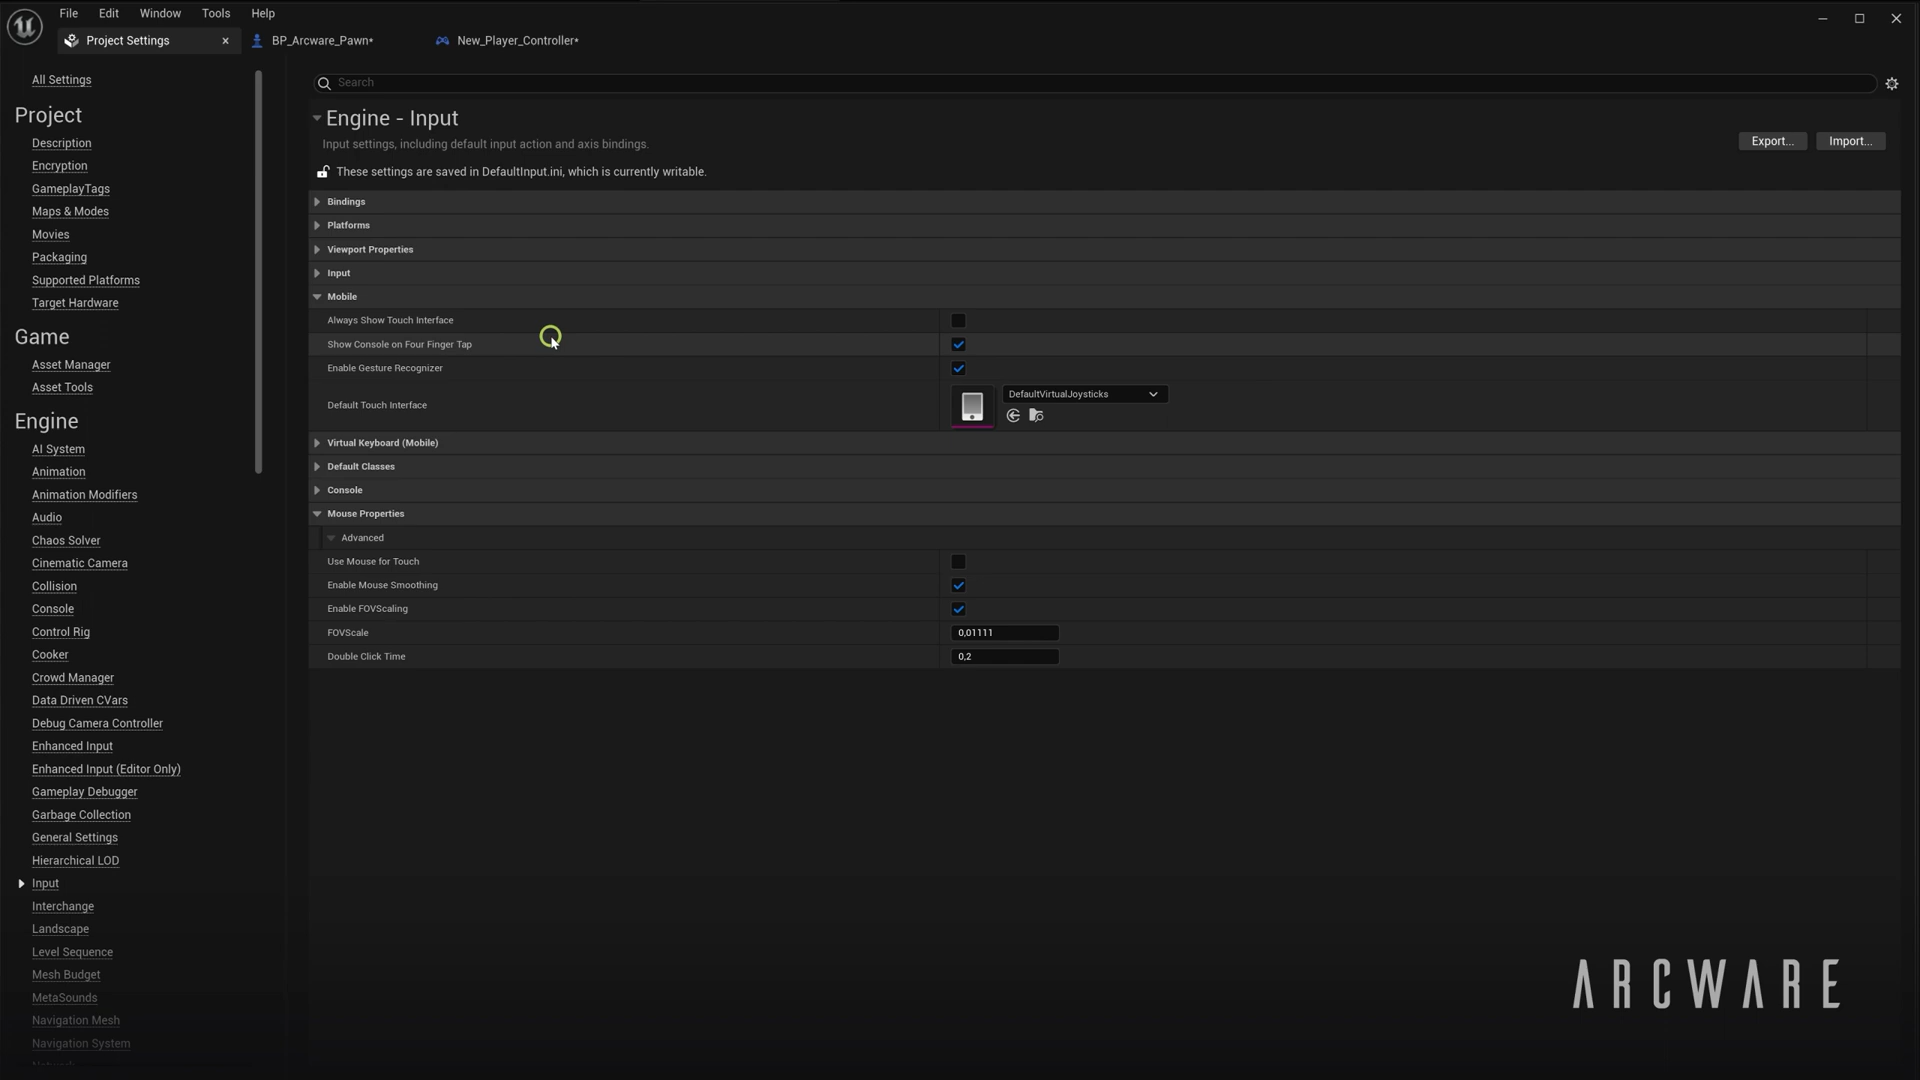 File Edit Window Tools Help
Project Settings BP_Arcware_Pawn* New_Player_Controller*
All Settings
Project
Description
Encryption
GameplayTags
Maps & Modes
Movies
Packaging
Supported Platforms
Target Hardware
Game
Asset Manager
Asset Tools
Engine
AI System
Animation
Animation Modifiers
Audio
Chaos Solver
Cinematic Camera
Collision
Console
Control Rig
Cooker
Crowd Manager
Data Driven CVars
Debug Camera Controller
Enhanced Input
Enhanced Input (Editor Only)
Gameplay Debugger
Garbage Collection
General Settings
Hierarchical LOD
Input
Interchange
Landscape
Level Sequence
Mesh Budget
MetaSounds
Navigation Mesh
Navigation System
Search
Engine - Input
Input settings, including default input action and axis bindings.
Export... Import...
These settings are saved in DefaultInput.ini, which is currently writable.
Bindings
Platforms
Viewport Properties
Input
Mobile
Always Show Touch Interface
Show Console on Four Finger Tap
Enable Gesture Recognizer
Default Touch Interface DefaultVirtualJoysticks
Virtual Keyboard (Mobile)
Default Classes
Console
Mouse Properties
Advanced
Use Mouse for Touch
Enable Mouse Smoothing
Enable FOVScaling
FOVScale 0,01111
Double Click Time 0,2
ARCWARE